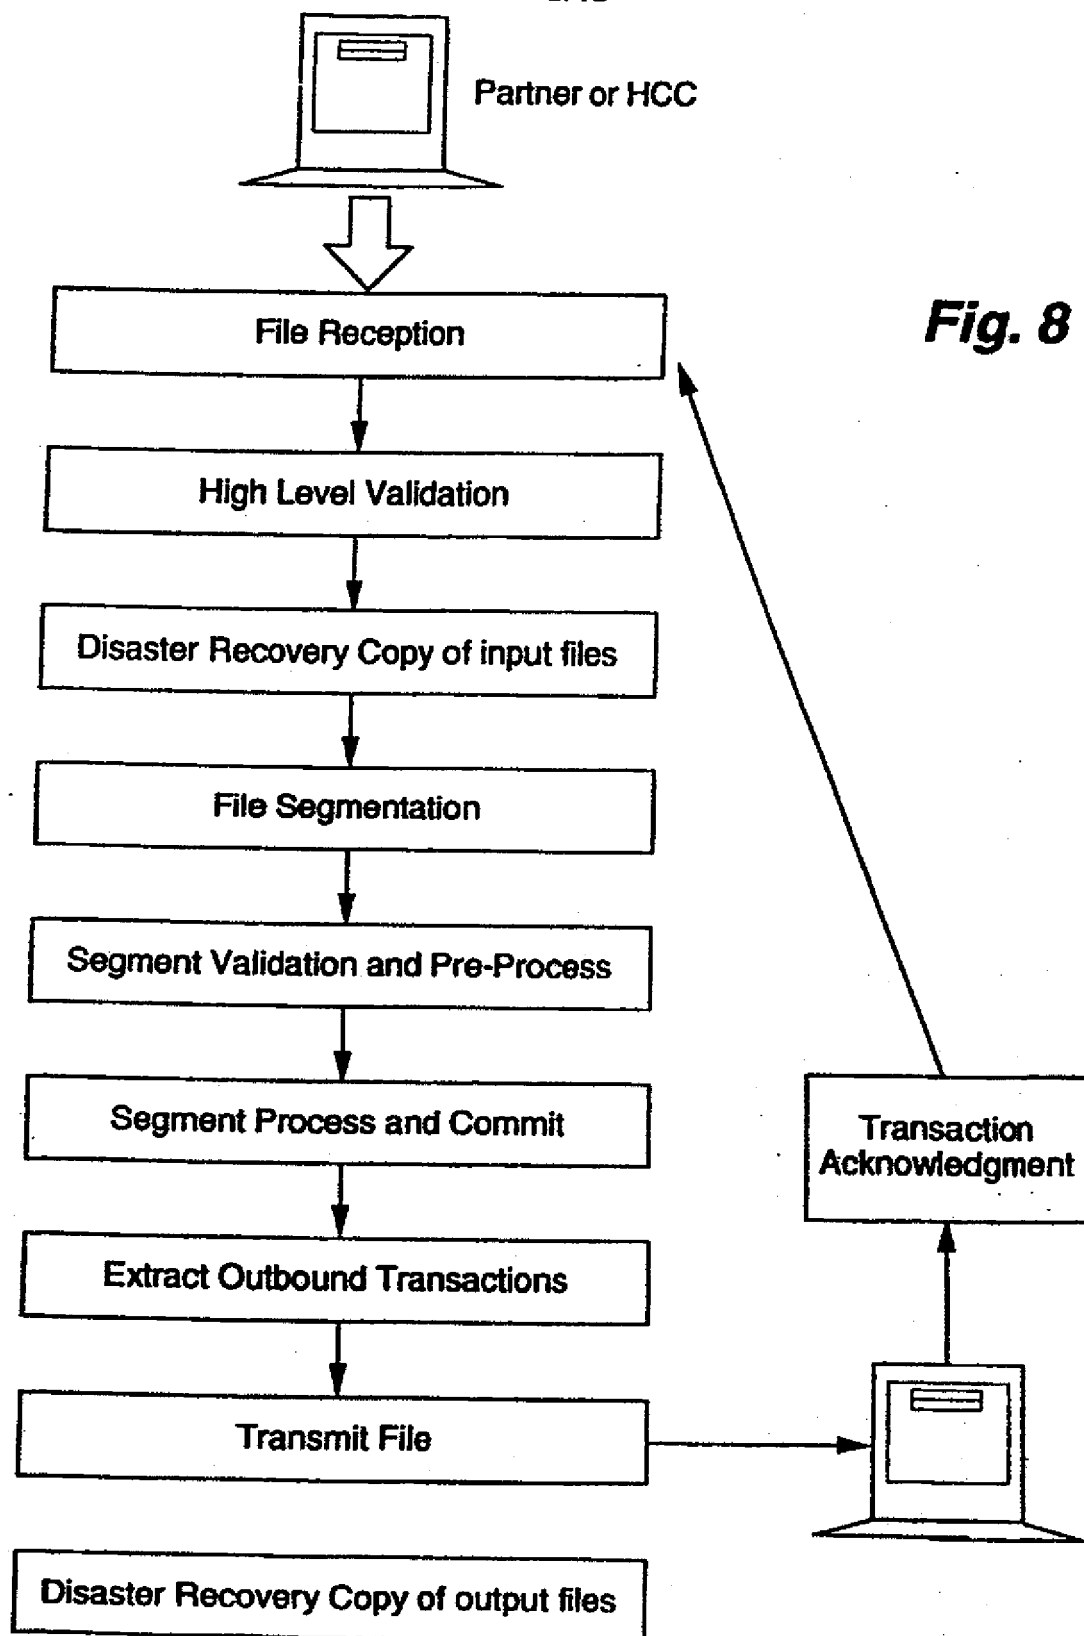 Partner or HCC
File Reception
Fig. 8
High Level Validation
Disaster Recovery Copy of input files
File Segmentation
Segment Validation and Pre-Process
Segment Process and Commit
Transaction
Acknowledgment
Extract Outbound Transactions
Transmit File
Disaster Recovery Copy of output files